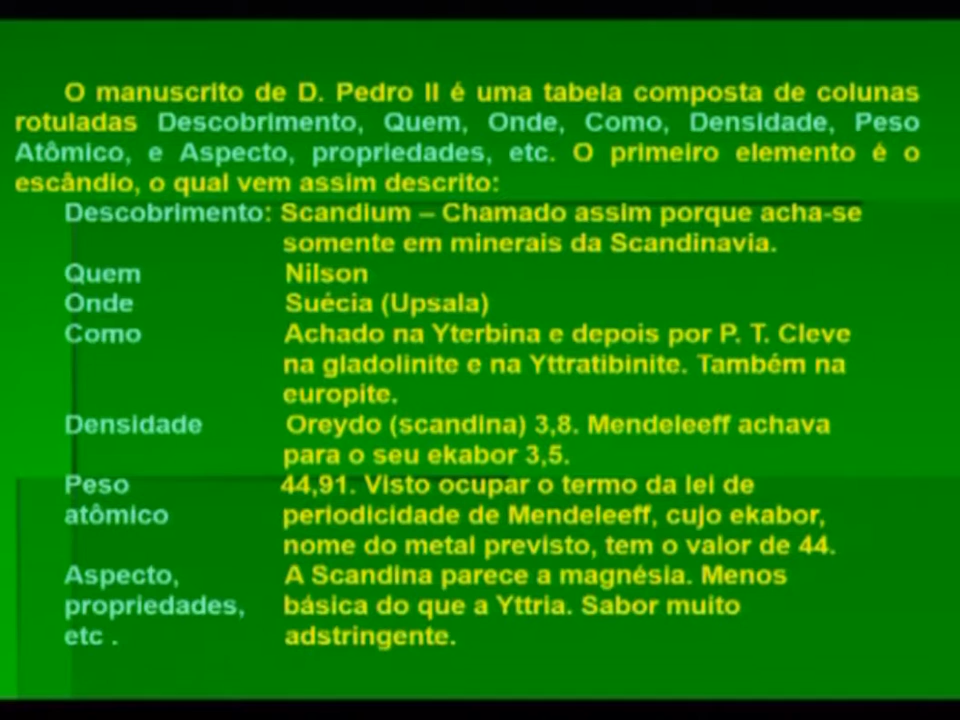 O manuscrito de D. Pedro II é uma tabela composta de colunas
rotuladas Descobrimento, Quem, Onde, Como, Densidade, Peso
Atômico, e Aspecto, propriedades, etc. O primeiro elemento é o
escândio, o qual vem assim descrito:
Descobrimento: Scandium – Chamado assim porque acha-se
somente em minerais da Scandinavia.
Quem Nilson
Onde Suécia (Upsala)
Como Achado na Yterbina e depois por P. T. Cleve
na gladolinite e na Yttratibinite. Também na
europite.
Densidade Oreydo (scandina) 3,8. Mendeleeff achava
para o seu ekabor 3,5.
Peso 44,91. Visto ocupar o termo da lei de
atômico periodicidade de Mendeleeff, cujo ekabor,
nome do metal previsto, tem o valor de 44.
Aspecto, A Scandina parece a magnésia. Menos
propriedades, básica do que a Yttria. Sabor muito
etc . adstringente.